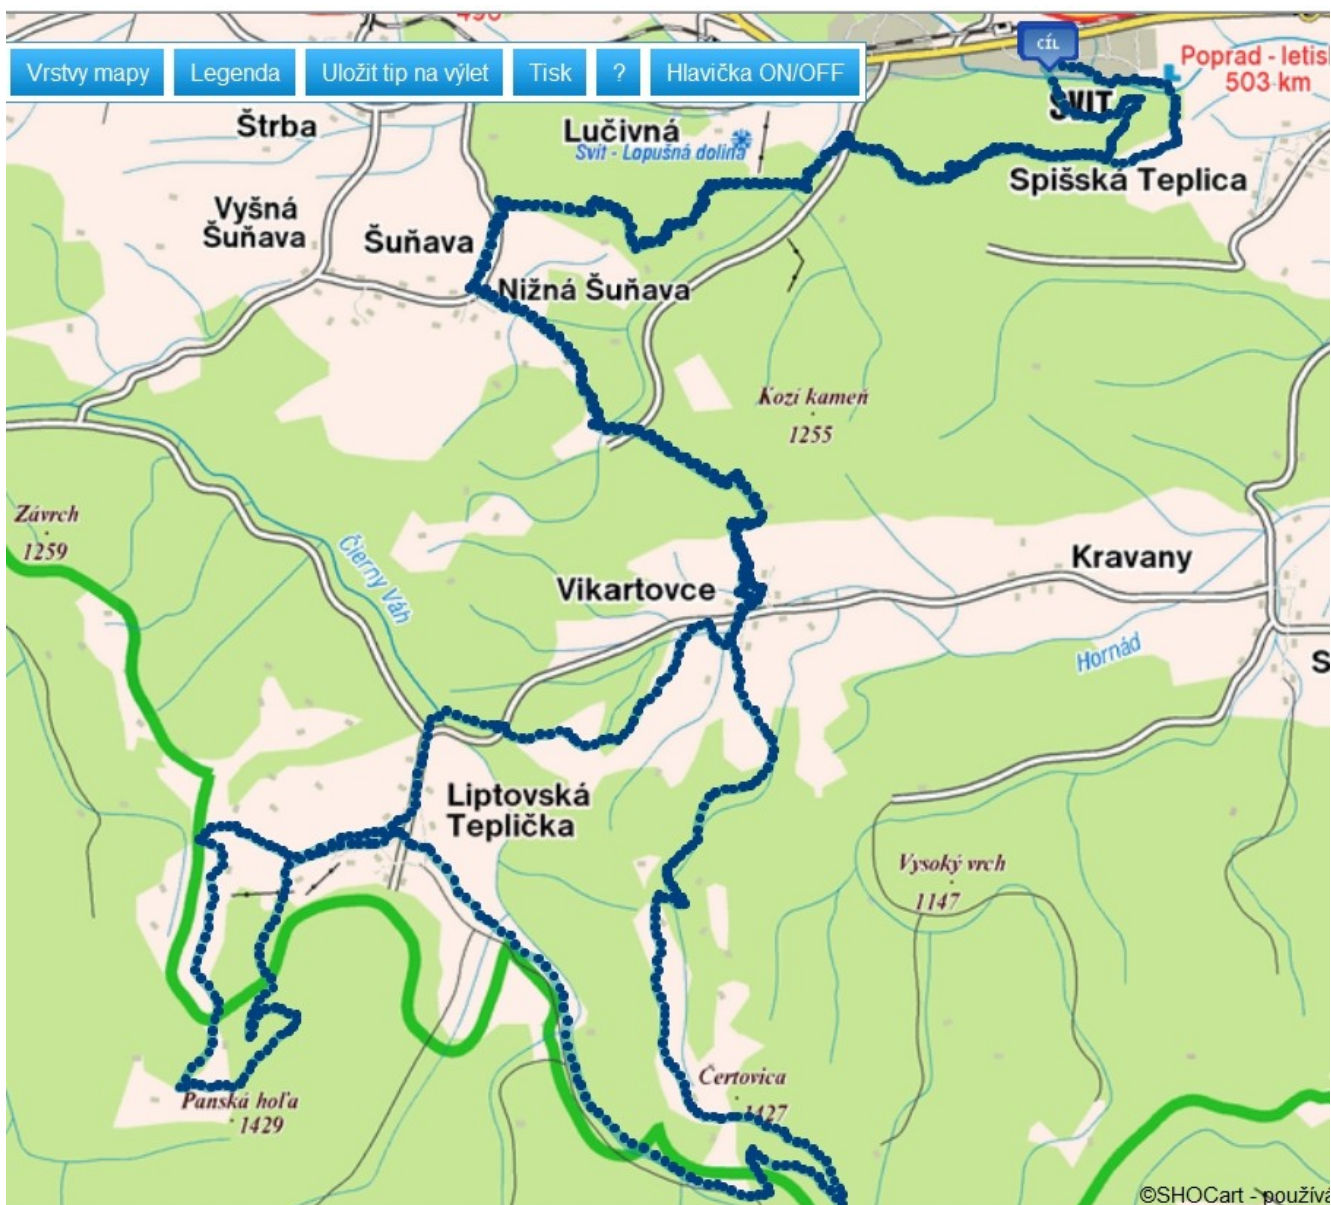 490
CÍL
Poprad - letis
503 km
Vrstvy mapy
Legenda
Uložit tip na výlet
Tisk
?
Hlavička ON/OFF
Štrba
Lučivná
Svit - Lopušná dolina
SVIT
Spišská Teplica
Vyšná
Šuňava
Šuňava
Nižná Šuňava
Kozí kameň
1255
Závrch
1259
Čierny Váh
Vikartovce
Kravany
Hornád
S
Liptovská
Teplička
Vysoký vrch
1147
Čertovica
1427
Panská hoľa
1429
©SHOCart - používá